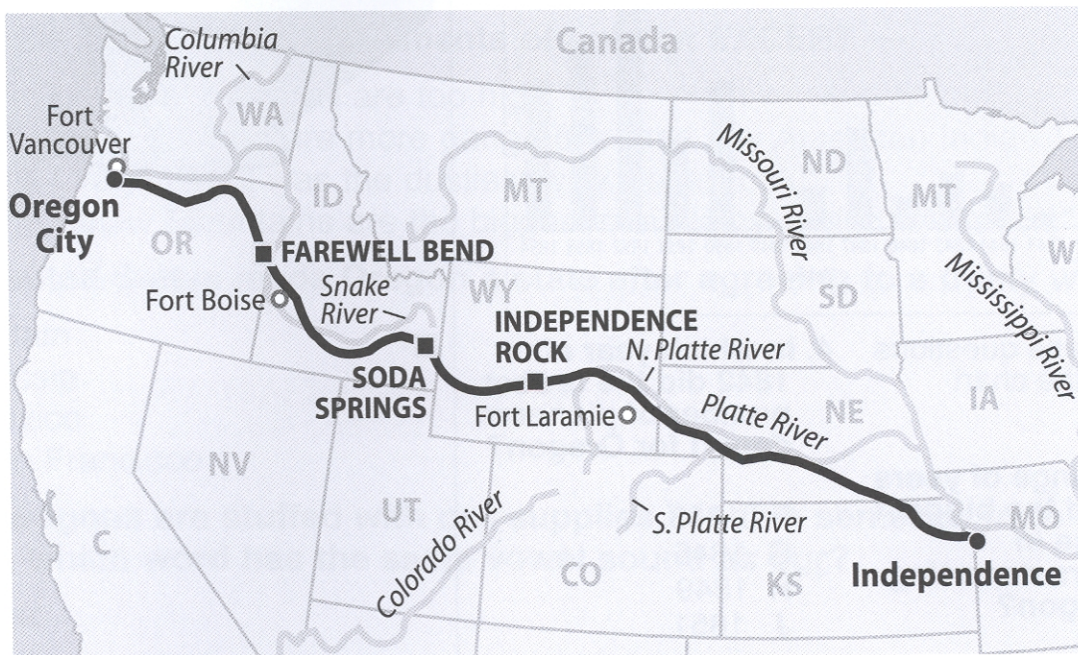 Canada
Columbia
River
WA
Fort
Vancouver
Oregon
City
OR
ID
MT
ND
MT
Missouri River
Mississippi River
W
FAREWELL BEND
Fort Boise
Snake
River
WY
SD
INDEPENDENCE
ROCK
N. Platte River
SODA
SPRINGS
Fort Laramie
Platte River
NE
IA
NV
UT
C
Colorado River
S. Platte River
CO
KS
MO
Independence